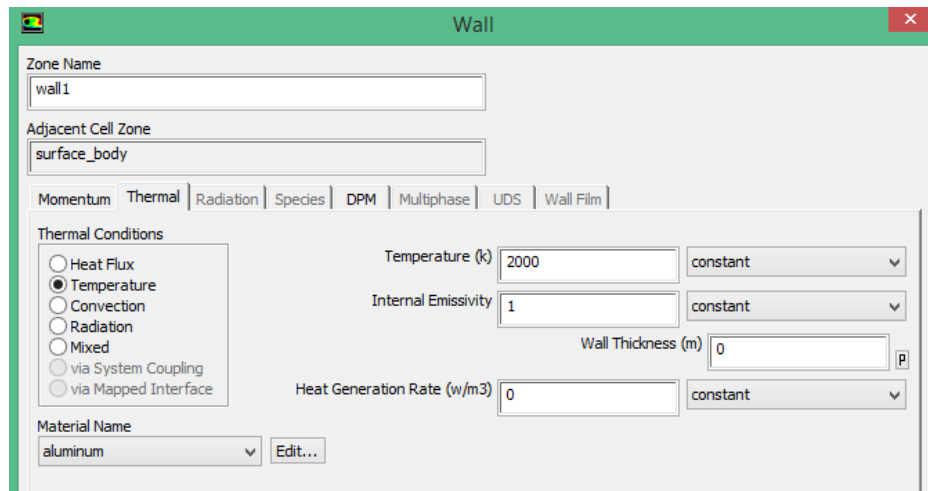 Wall
Zone Name
wall1
Adjacent Cell Zone
surface_body
Momentum Thermal Radiation Species DPM Multiphase UDS Wall Film
Thermal Conditions
Heat Flux
Temperature
Convection
Radiation
Mixed
via System Coupling
via Mapped Interface
Temperature (k) 2000 constant
Internal Emissivity 1 constant
Wall Thickness (m) 0 P
Heat Generation Rate (w/m3) 0 constant
Material Name
aluminum Edit...